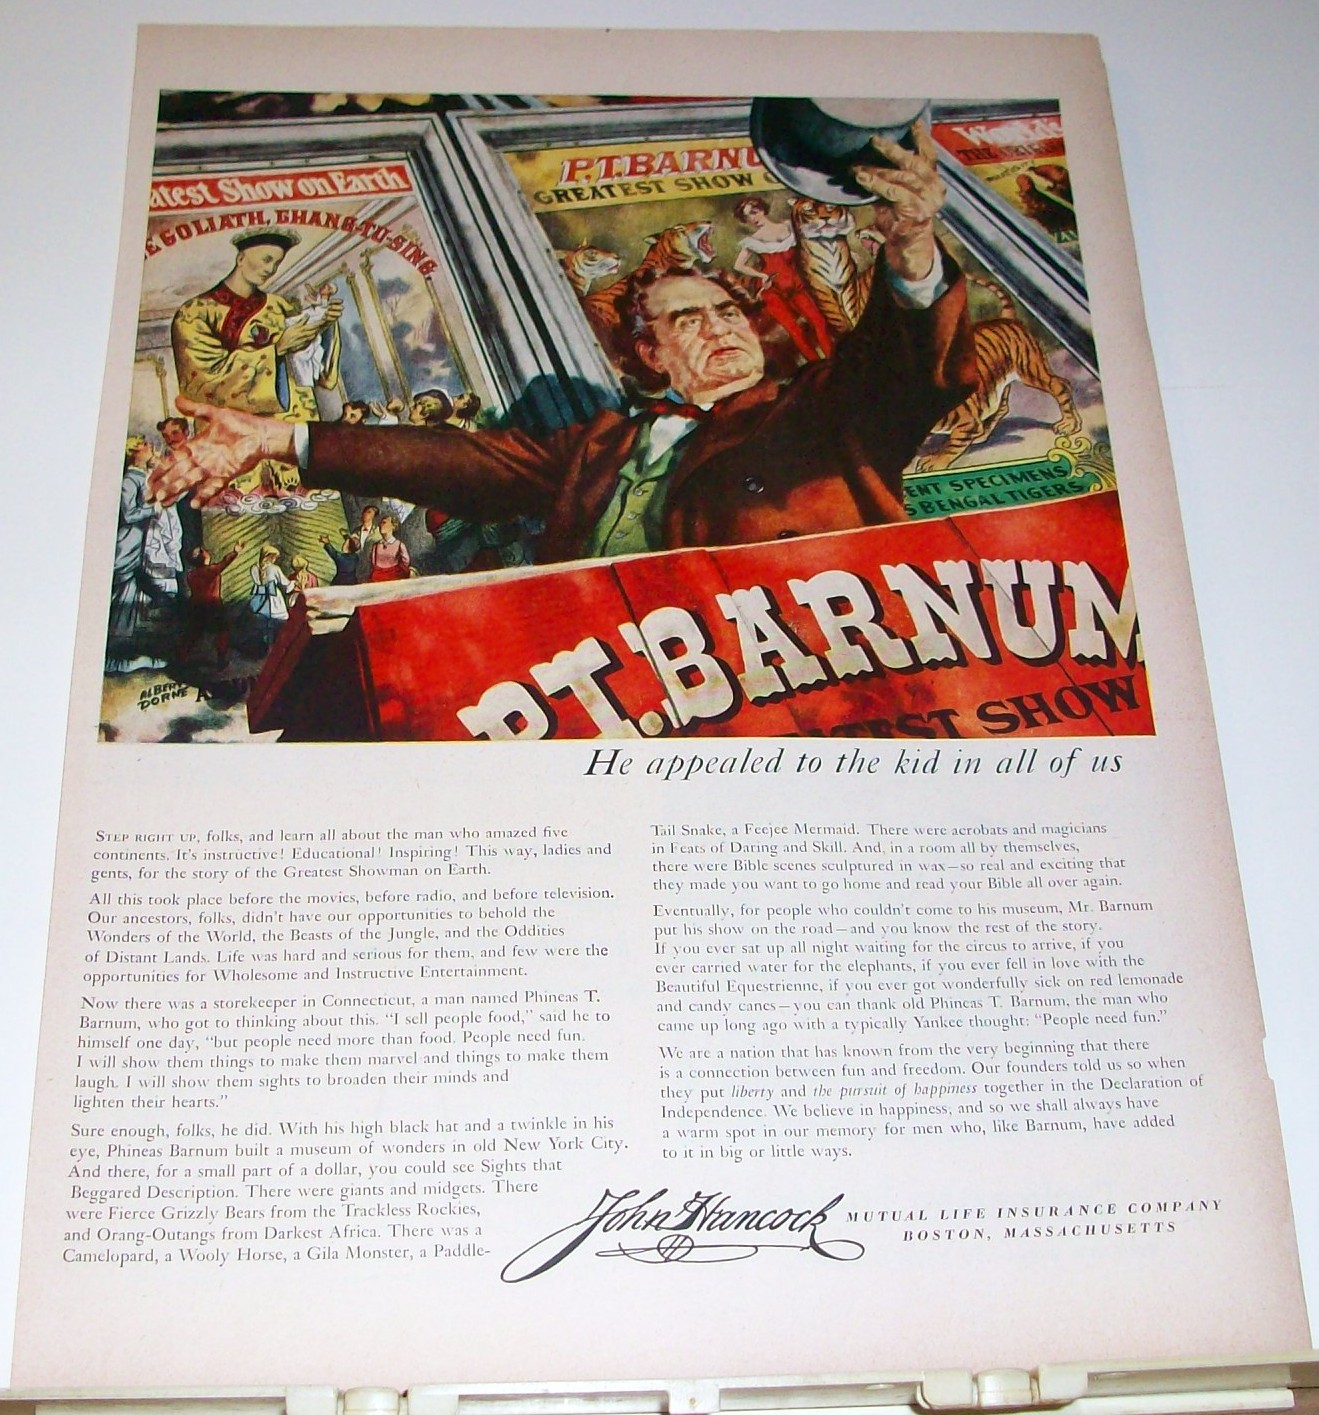 atest Show on Earth
E GOLIATH, CHANG-TU-SING
P.T.BARNU
GREATEST SHOW
ENT SPECIMENS
S BENGAL TIGERS
P.T. BARNUM
ATEST SHOW
ALBERT
DORNE
He appealed to the kid in all of us
STEP RIGHT UP, folks, and learn all about the man who amazed five
continents. It's instructive! Educational! Inspiring! This way, ladies and
gents, for the story of the Greatest Showman on Earth.
All this took place before the movies, before radio, and before television.
Our ancestors, folks, didn't have our opportunities to behold the
Wonders of the World, the Beasts of the Jungle, and the Oddities
of Distant Lands. Life was hard and serious for them, and few were the
opportunities for Wholesome and Instructive Entertainment.
Now there was a storekeeper in Connecticut, a man named Phineas T.
Barnum, who got to thinking about this. "I sell people food," said he to
himself one day, "but people need more than food. People need fun.
I will show them things to make them marvel and things to make them
laugh. I will show them sights to broaden their minds and
lighten their hearts."
Sure enough, folks, he did. With his high black hat and a twinkle in his
eye, Phineas Barnum built a museum of wonders in old New York City.
And there, for a small part of a dollar, you could see Sights that
Beggared Description. There were giants and midgets. There
were Fierce Grizzly Bears from the Trackless Rockies,
and Orang-Outangs from Darkest Africa. There was a
Camelopard, a Wooly Horse, a Gila Monster, a Paddle-
Tail Snake, a Feejee Mermaid. There were acrobats and magicians
in Feats of Daring and Skill. And, in a room all by themselves,
there were Bible scenes sculptured in wax—so real and exciting that
they made you want to go home and read your Bible all over again.
Eventually, for people who couldn't come to his museum, Mr. Barnum
put his show on the road—and you know the rest of the story.
If you ever sat up all night waiting for the circus to arrive, if you
ever carried water for the elephants, if you ever fell in love with the
Beautiful Equestrienne, if you ever got wonderfully sick on red lemonade
and candy canes—you can thank old Phineas T. Barnum, the man who
came up long ago with a typically Yankee thought: "People need fun."
We are a nation that has known from the very beginning that there
is a connection between fun and freedom. Our founders told us so when
they put liberty and the pursuit of happiness together in the Declaration of
Independence. We believe in happiness, and so we shall always have
a warm spot in our memory for men who, like Barnum, have added
to it in big or little ways.
John Hancock
MUTUAL LIFE INSURANCE COMPANY
BOSTON, MASSACHUSETTS